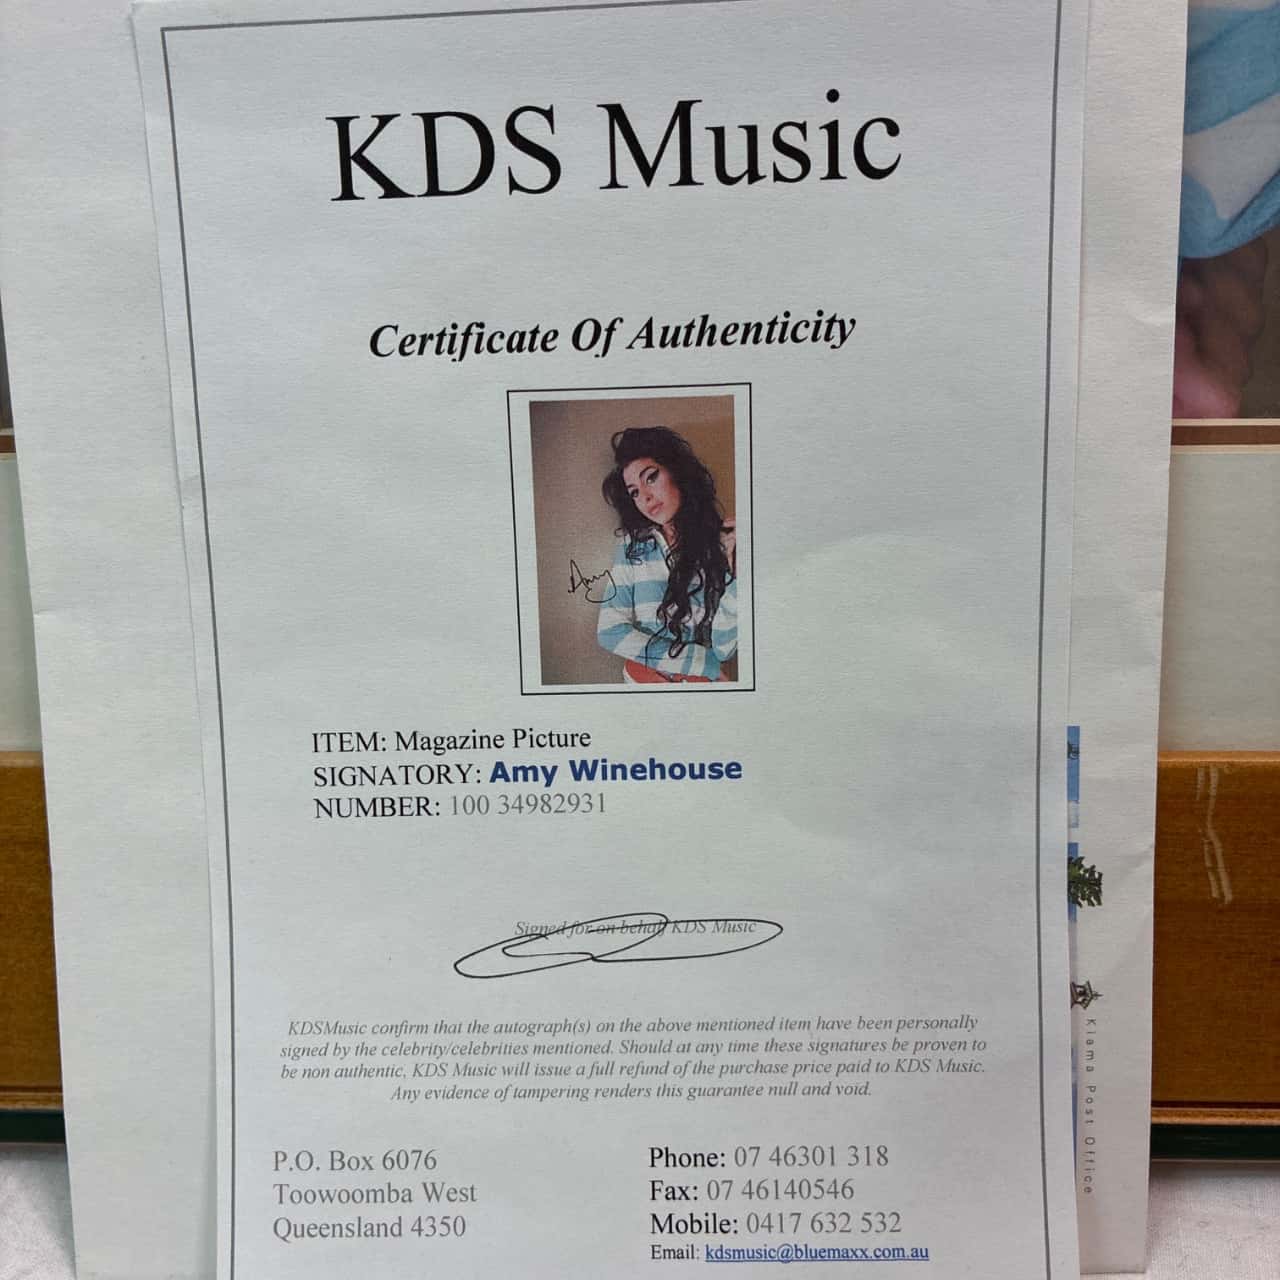 KDS Music
Certificate Of Authenticity
Amy
ITEM: Magazine Picture
SIGNATORY: Amy Winehouse
NUMBER: 100 34982931
Signed for on behalf KDS Music
KDSMusic confirm that the autograph(s) on the above mentioned item have been personally
signed by the celebrity/celebrities mentioned. Should at any time these signatures be proven to
be non authentic, KDS Music will issue a full refund of the purchase price paid to KDS Music.
Any evidence of tampering renders this guarantee null and void.
P.O. Box 6076
Toowoomba West
Queensland 4350
Phone: 07 46301 318
Fax: 07 46140546
Mobile: 0417 632 532
Email: kdsmusic@bluemaxx.com.au
Kiama Post Office